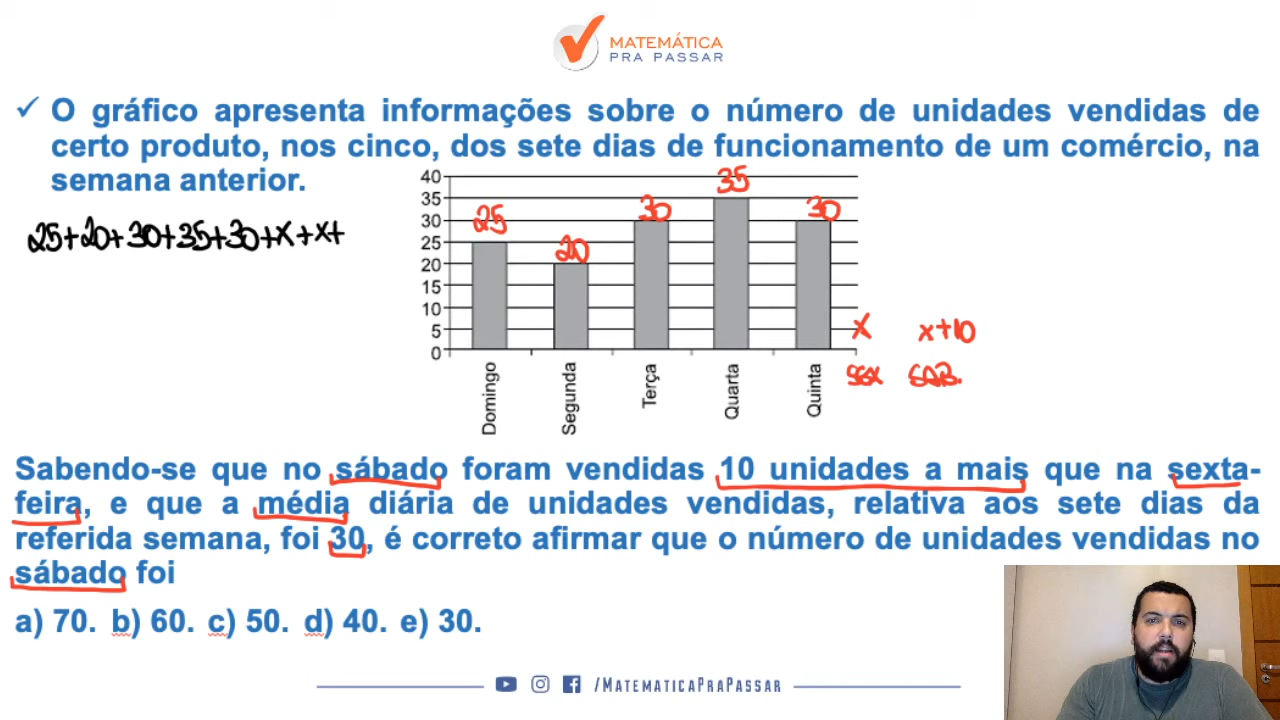 MATEMÁTICA
PRA PASSAR
✓ O gráfico apresenta informações sobre o número de unidades vendidas de
certo produto, nos cinco, dos sete dias de funcionamento de um comércio, na
semana anterior.
25+20+30+35+30+x+x+
40
35
30
25
20
15
10
5
0
25
20
30
35
30
x
x+10
Domingo
Segunda
Terça
Quarta
Quinta
SEX
SÁB.
Sabendo-se que no sábado foram vendidas 10 unidades a mais que na sexta-
feira, e que a média diária de unidades vendidas, relativa aos sete dias da
referida semana, foi 30, é correto afirmar que o número de unidades vendidas no
sábado foi
a) 70. b) 60. c) 50. d) 40. e) 30.
/MATEMATICAPRAPASSAR